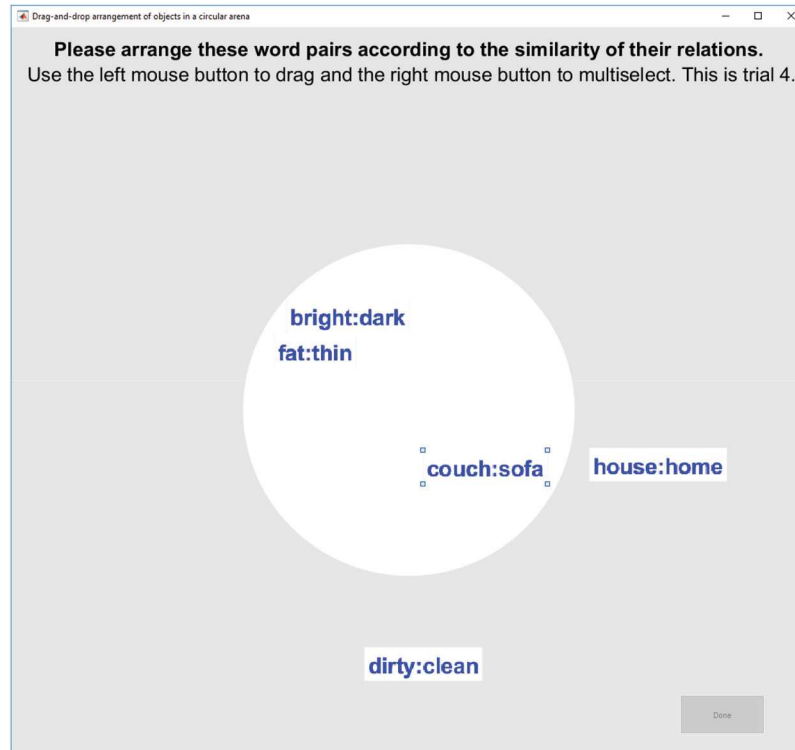 Drag-and-drop arrangement of objects in a circular arena
Please arrange these word pairs according to the similarity of their relations.
Use the left mouse button to drag and the right mouse button to multiselect. This is trial 4.
bright:dark
fat:thin
couch:sofa
house:home
dirty:clean
Done